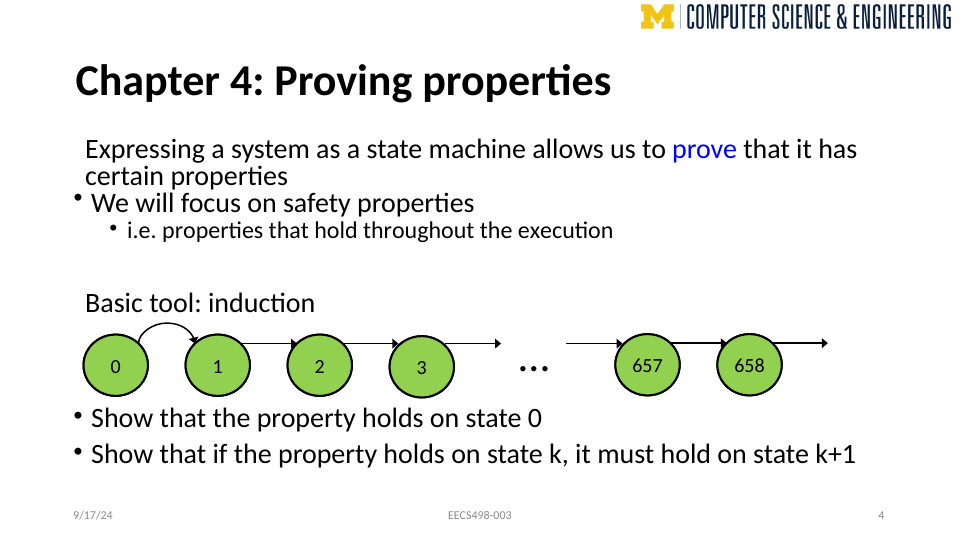 M COMPUTER SCIENCE & ENGINEERING
Chapter 4: Proving properties
Expressing a system as a state machine allows us to prove that it has
certain properties
• We will focus on safety properties
• i.e. properties that hold throughout the execution
Basic tool: induction
0 1 2 3 ... 657 658
• Show that the property holds on state 0
• Show that if the property holds on state k, it must hold on state k+1
9/17/24 EECS498-003 4